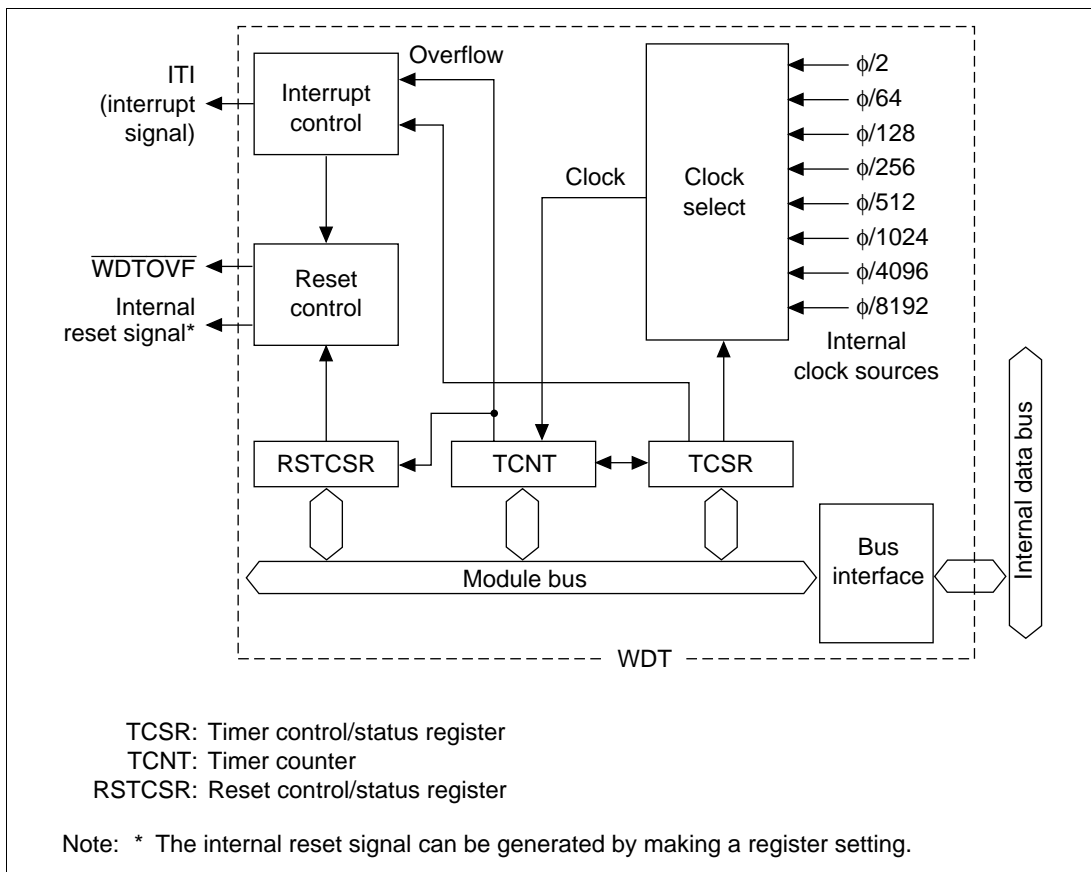 Overflow
ITI
(interrupt
signal)
Interrupt
control
Clock
Clock
select
ϕ/2
ϕ/64
ϕ/128
ϕ/256
ϕ/512
ϕ/1024
ϕ/4096
ϕ/8192
Internal
clock sources
WDTOVF
Internal
reset signal*
Reset
control
RSTCSR
TCNT
TCSR
Module bus
Bus
interface
Internal data bus
WDT
TCSR: Timer control/status register
TCNT: Timer counter
RSTCSR: Reset control/status register
Note: * The internal reset signal can be generated by making a register setting.